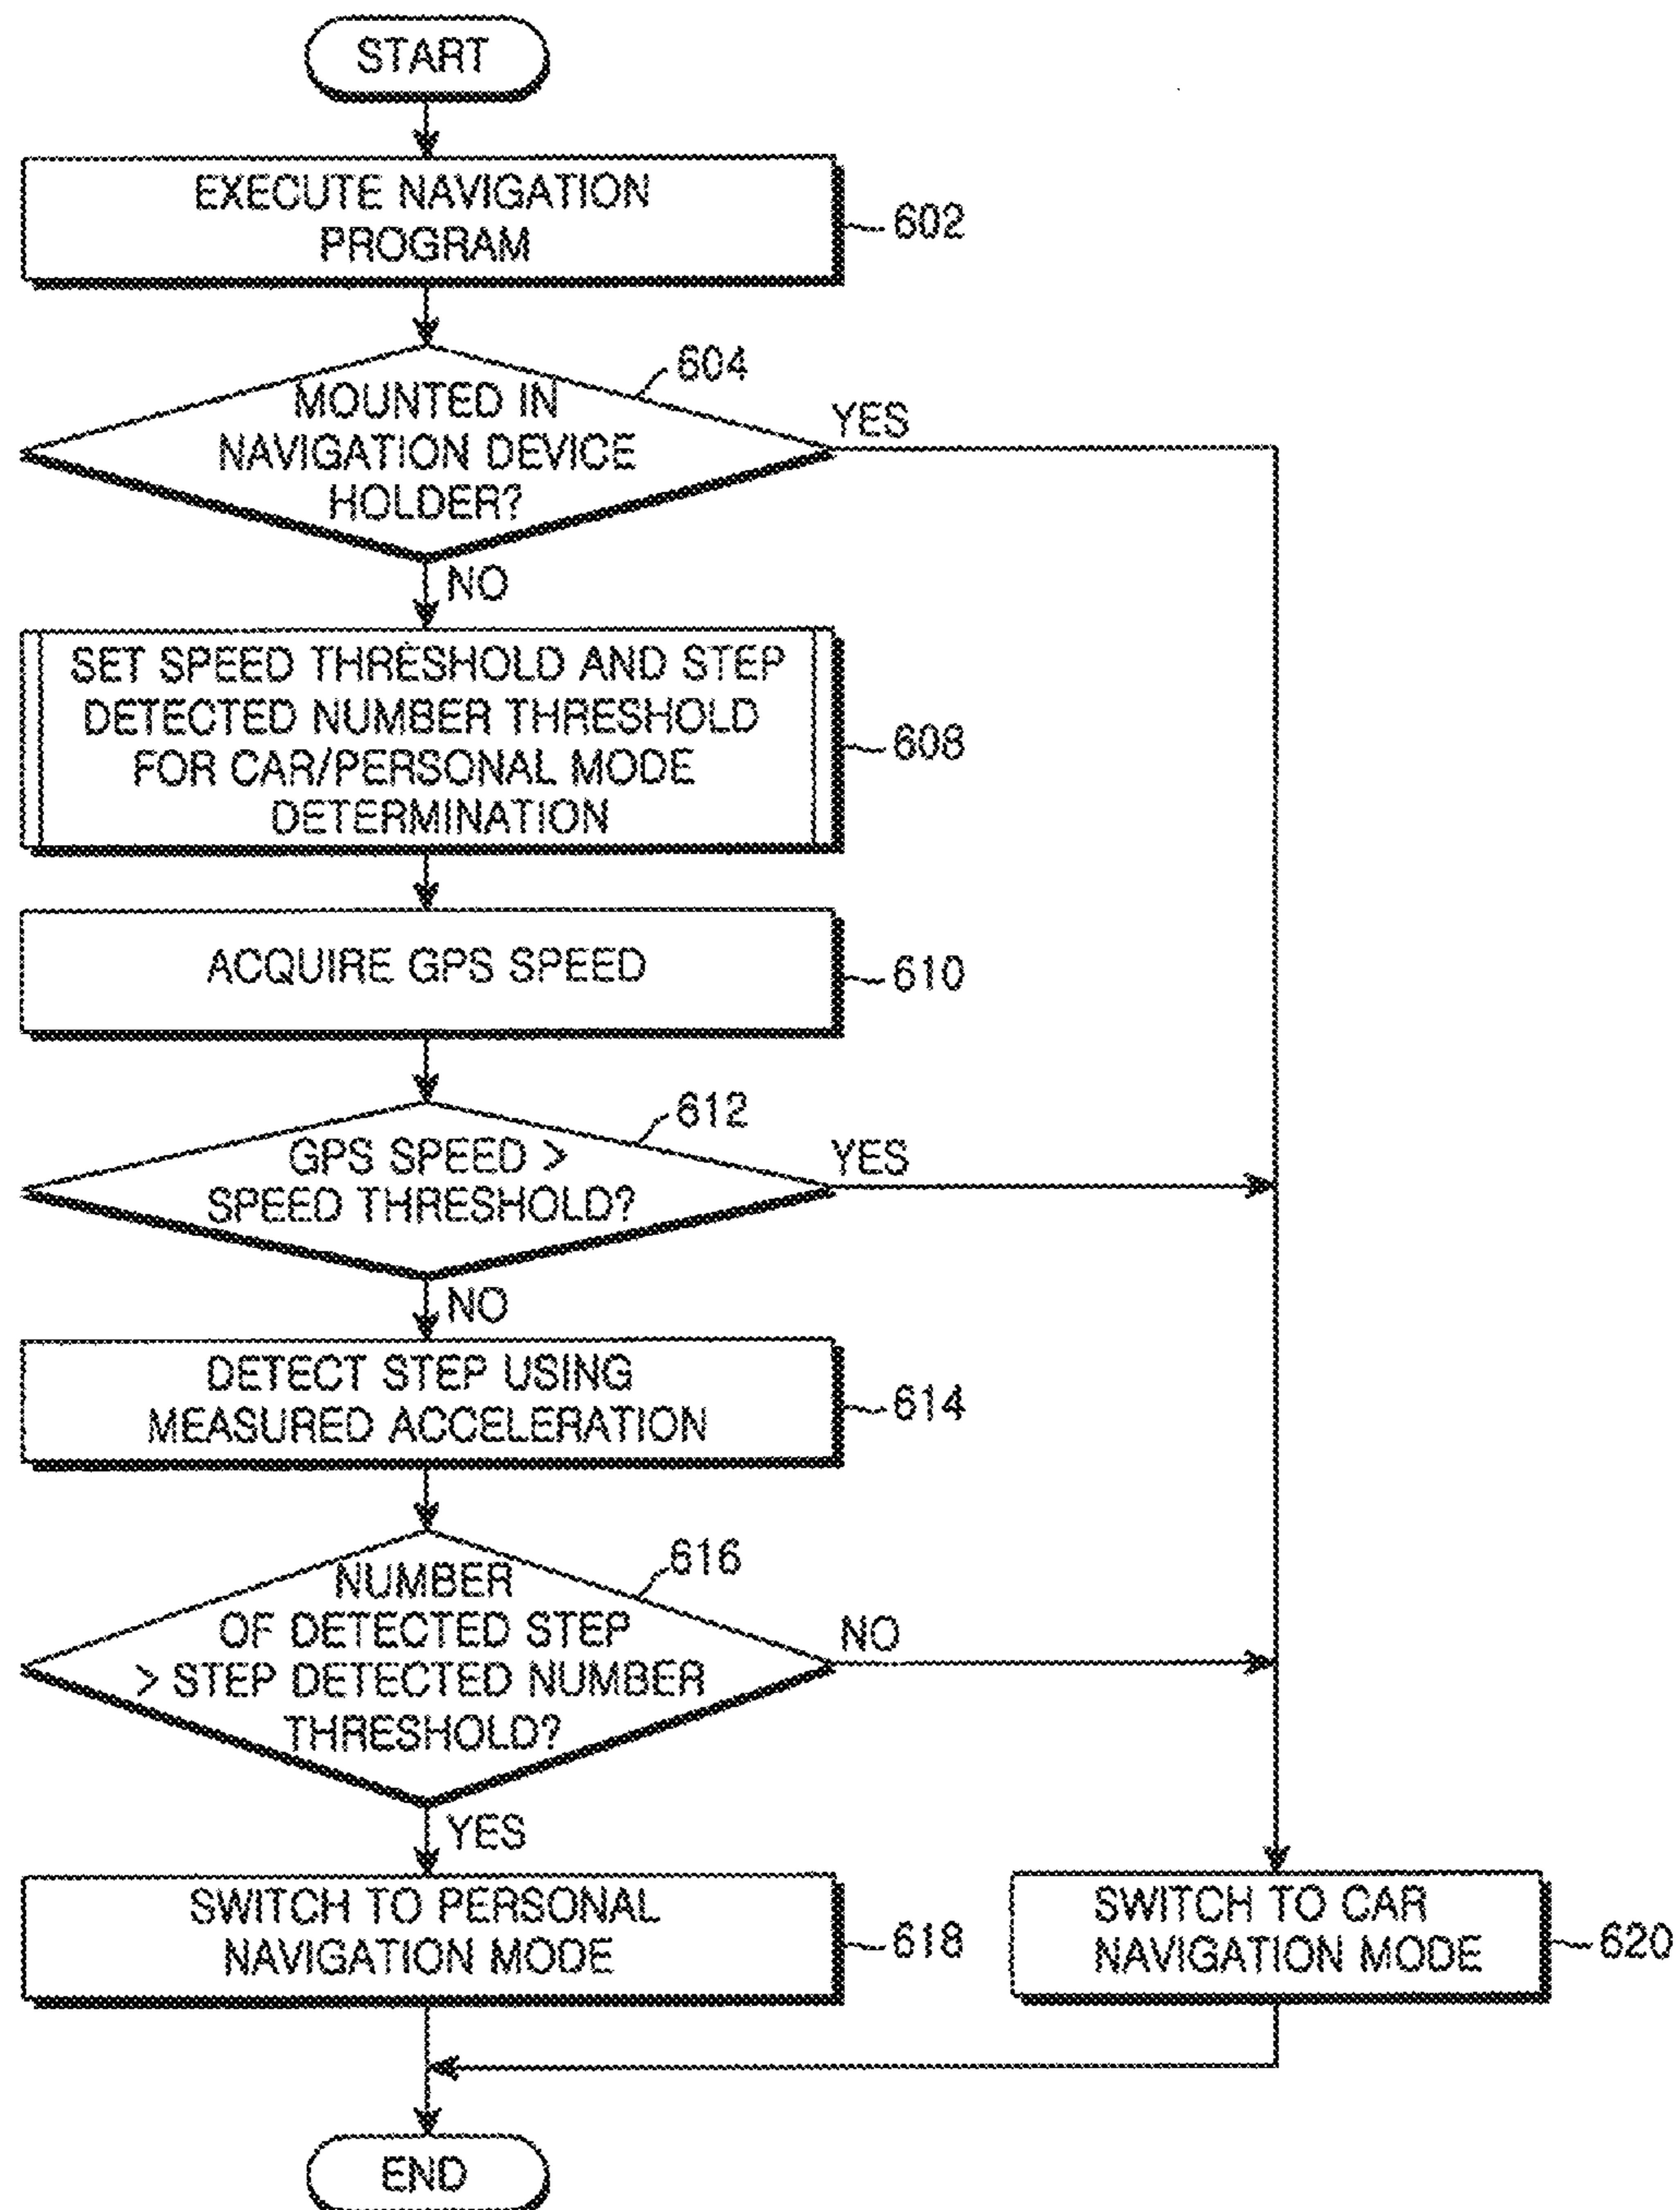 START
EXECUTE NAVIGATION
PROGRAM
602
604
MOUNTED IN
NAVIGATION DEVICE
HOLDER?
YES
NO
SET SPEED THRESHOLD AND STEP
DETECTED NUMBER THRESHOLD
FOR CAR/PERSONAL MODE
DETERMINATION
608
ACQUIRE GPS SPEED
610
612
GPS SPEED >
SPEED THRESHOLD?
YES
NO
DETECT STEP USING
MEASURED ACCELERATION
614
616
NUMBER
OF DETECTED STEP
> STEP DETECTED NUMBER
THRESHOLD?
NO
YES
SWITCH TO PERSONAL
NAVIGATION MODE
618
SWITCH TO CAR
NAVIGATION MODE
620
END